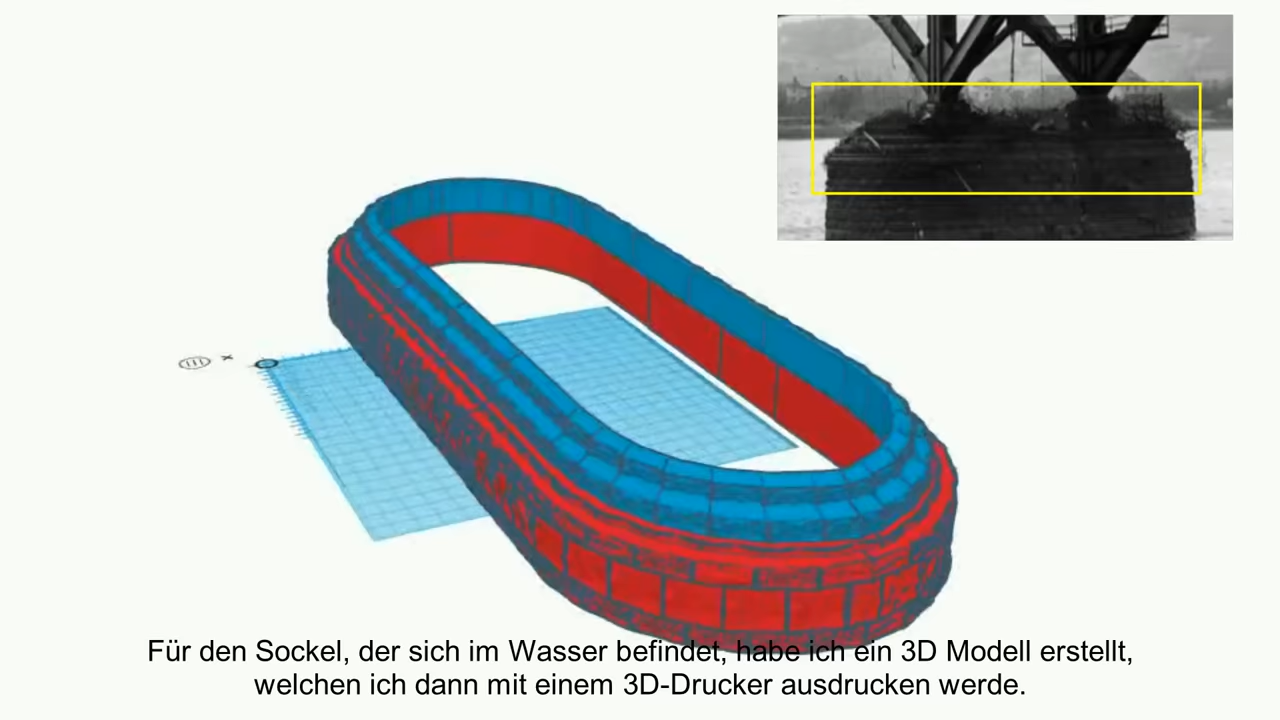 Für den Sockel, der sich im Wasser befindet, habe ich ein 3D Modell erstellt,
welchen ich dann mit einem 3D-Drucker ausdrucken werde.